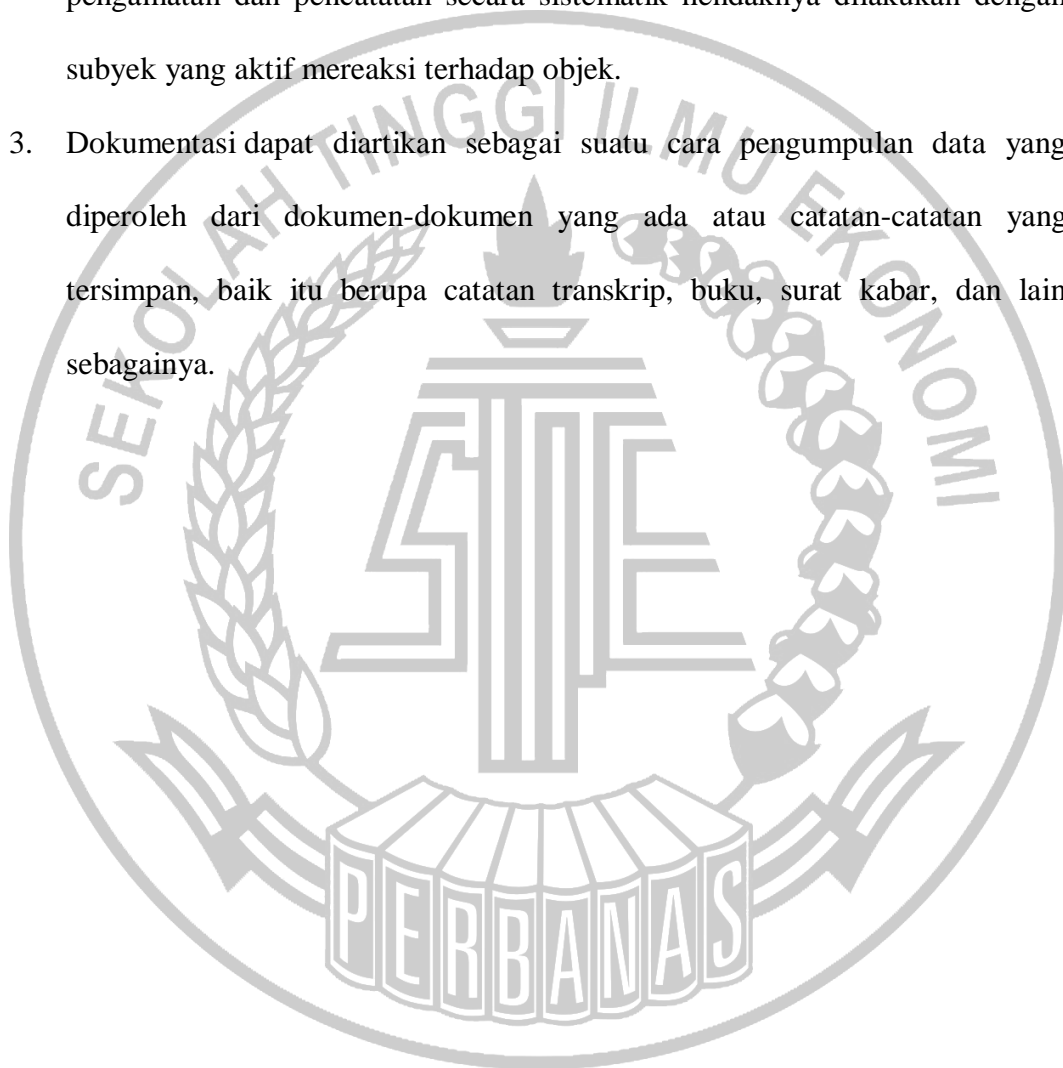 pengamatan dan pencatatan secara sistematik hendaknya dilakukan dengan
subyek yang aktif mereaksi terhadap objek.
3. Dokumentasi dapat diartikan sebagai suatu cara pengumpulan data yang
diperoleh dari dokumen-dokumen yang ada atau catatan-catatan yang
tersimpan, baik itu berupa catatan transkrip, buku, surat kabar, dan lain
sebagainya.
SEKOLAH TINGGI ILMU EKONOMI
STIE
PERBANAS